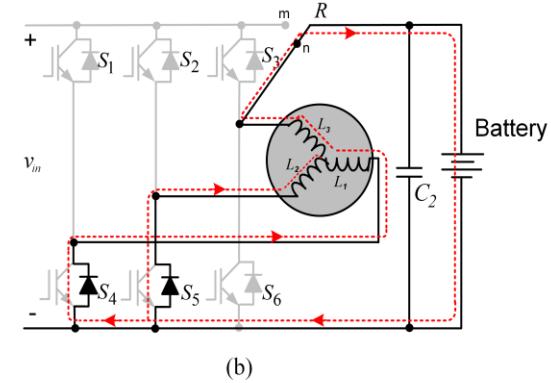 m R
+
S1 S2 S3 n
L3
Battery
vin L2 L1 C2
S4 S5 S6
-
(b)